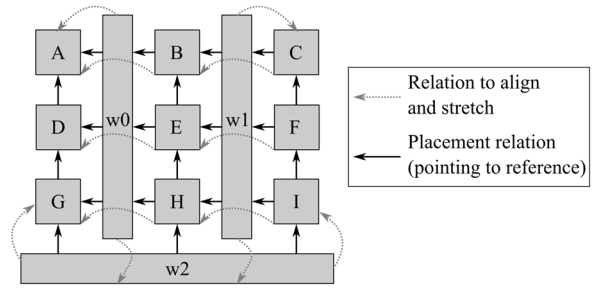 A
B
C
D
w0
E
w1
F
G
H
I
w2
Relation to align
and stretch
Placement relation
(pointing to reference)